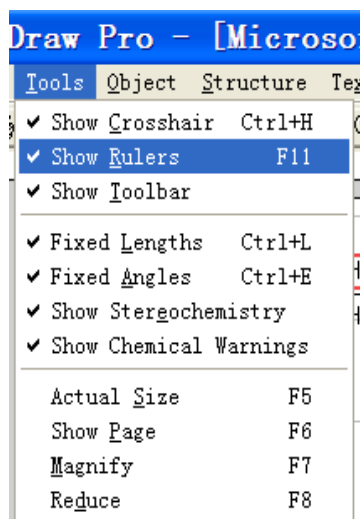 Draw Pro - [Microso
Tools Object Structure Te
✔ Show Crosshair Ctrl+H
✔ Show Rulers F11
✔ Show Toolbar
✔ Fixed Lengths Ctrl+L
✔ Fixed Angles Ctrl+E
✔ Show Stereochemistry
✔ Show Chemical Warnings
Actual Size F5
Show Page F6
Magnify F7
Reduce F8